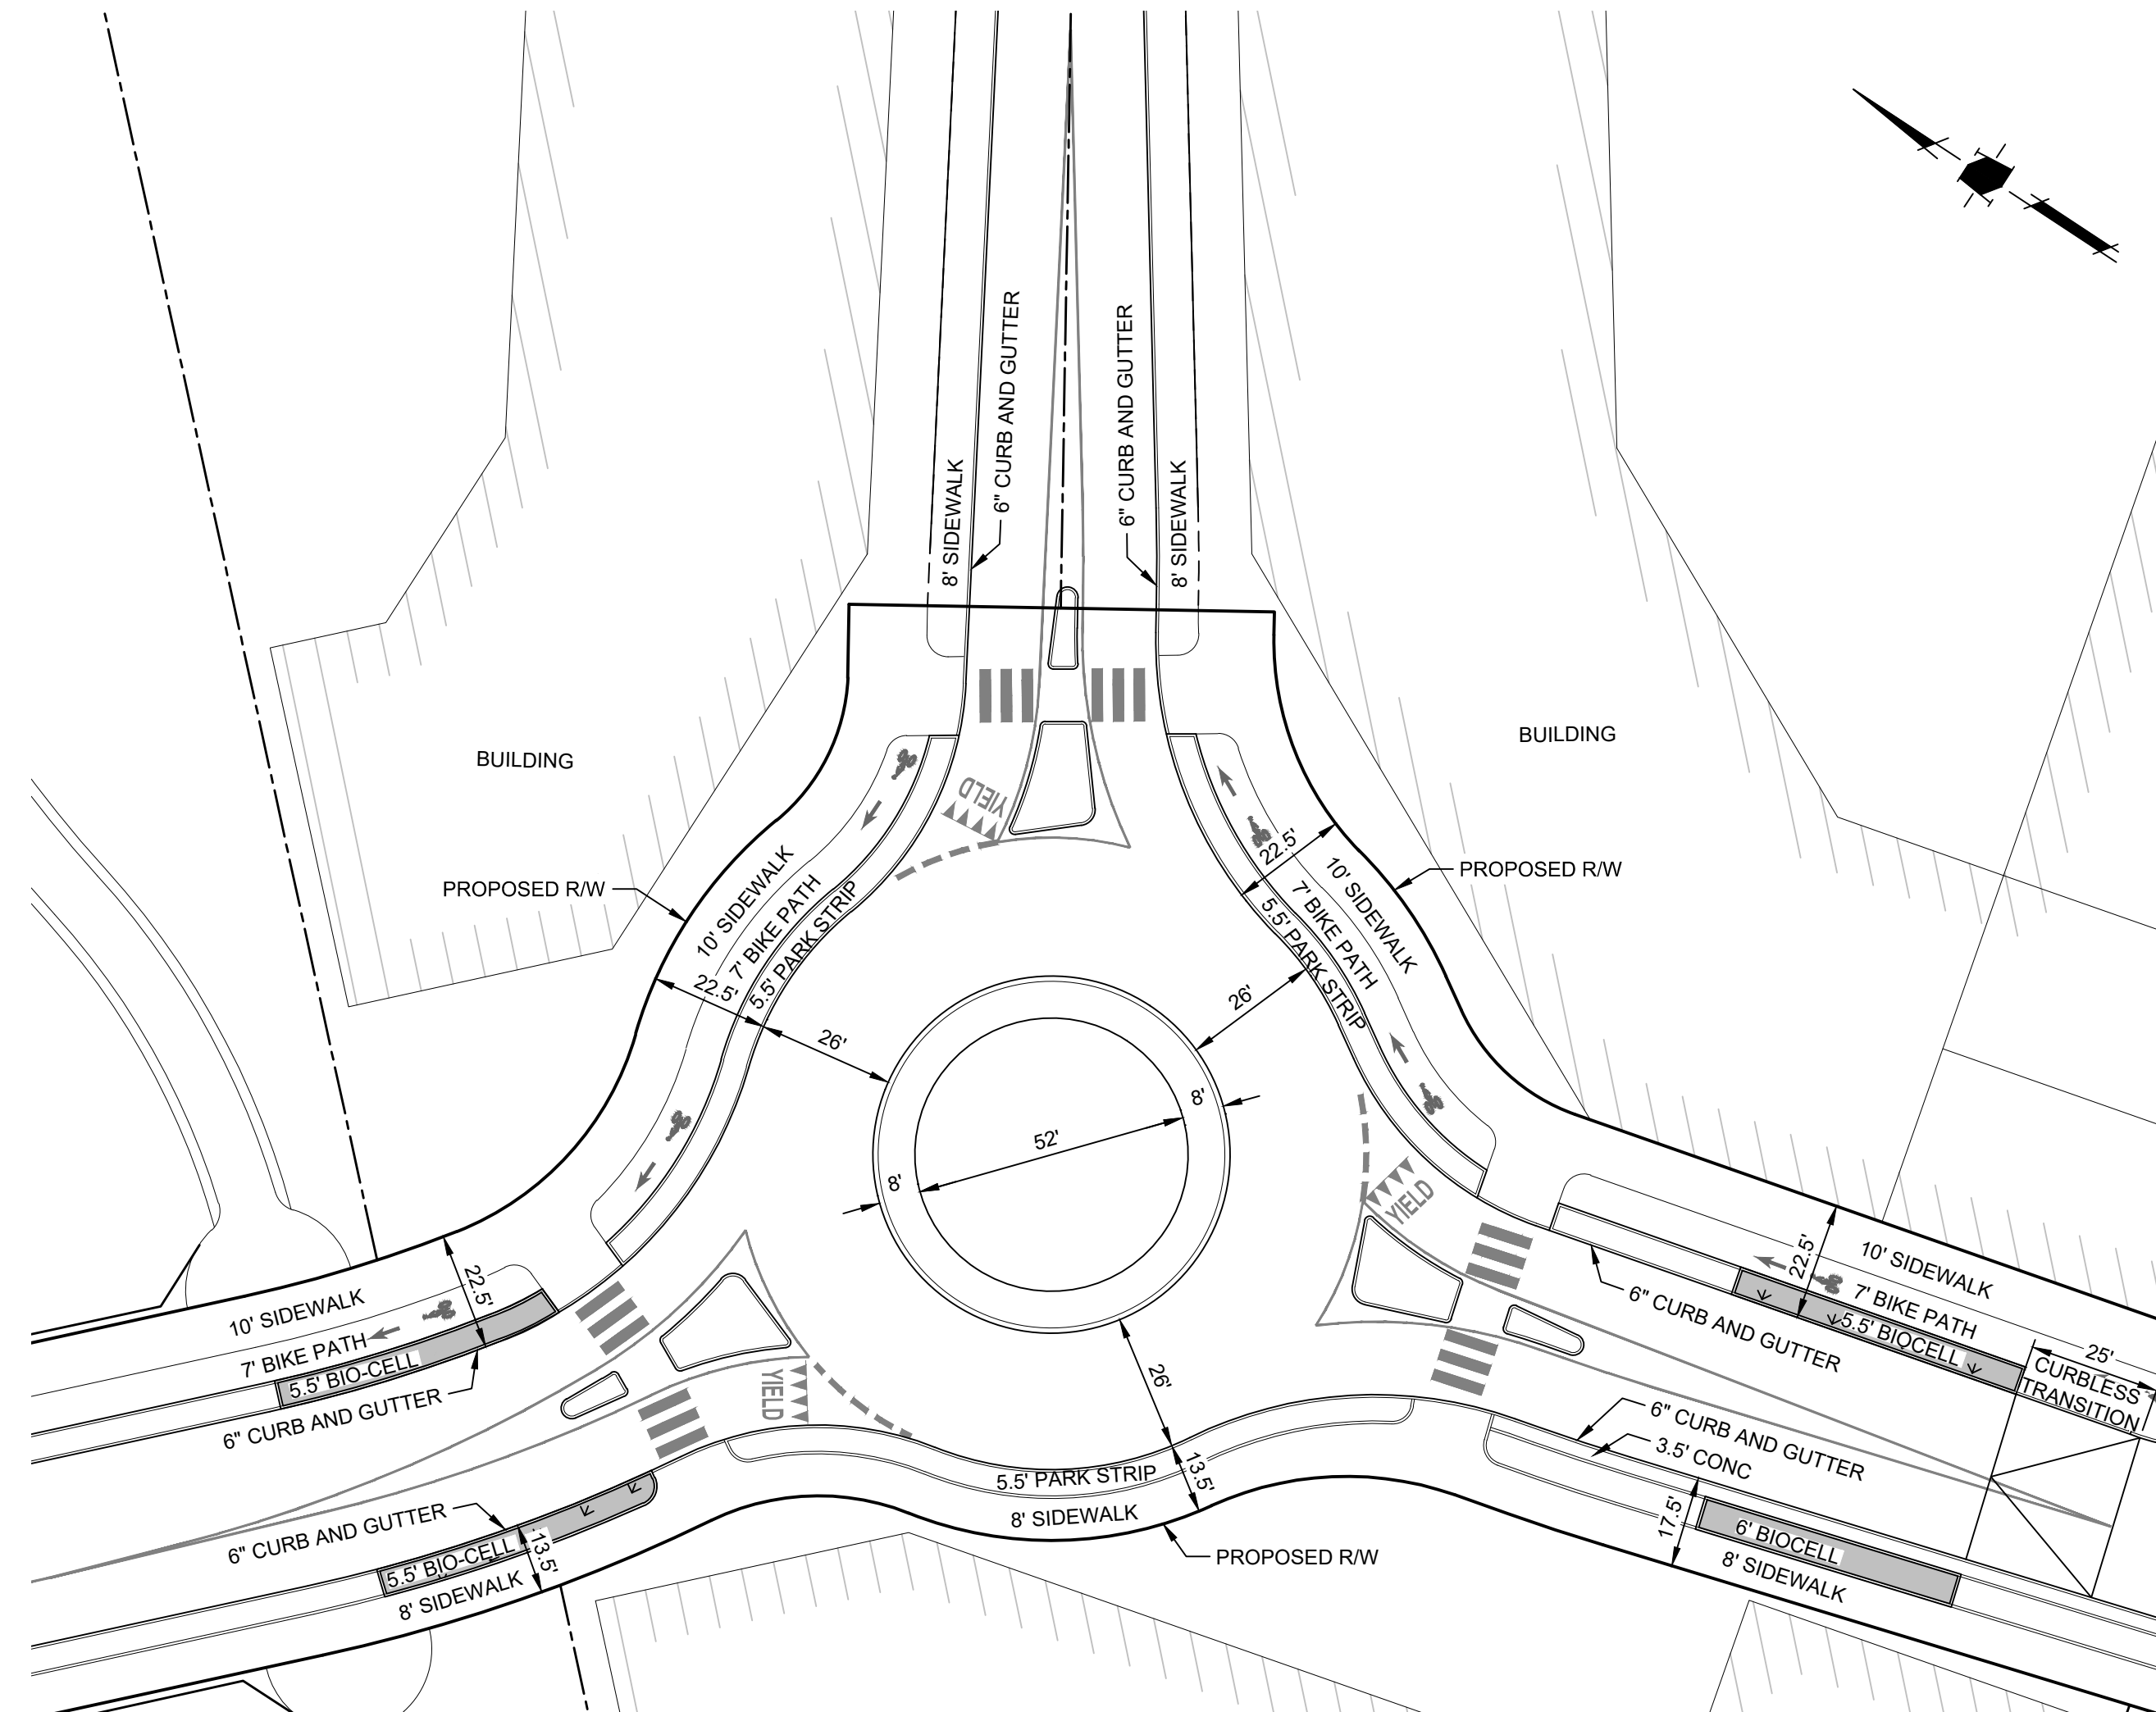 6" CURB AND GUTTER
6" CURB AND GUTTER
8' SIDEWALK
8' SIDEWALK
BUILDING
BUILDING
YIELD
22.5'
PROPOSED R/W
PROPOSED R/W
10' SIDEWALK
7' BIKE PATH
5.5' PARK STRIP
10' SIDEWALK
7' BIKE PATH
5.5' PARK STRIP
22.5'
26'
26'
8'
52'
8'
YIELD
22.5'
10' SIDEWALK
7' BIKE PATH
5.5' BIO-CELL
6" CURB AND GUTTER
22.5'
10' SIDEWALK
7' BIKE PATH
5.5' BIOCELL
6" CURB AND GUTTER
25'
CURBLESS
TRANSITION
YIELD
26'
6" CURB AND GUTTER
3.5' CONC
13.5'
5.5' PARK STRIP
8' SIDEWALK
PROPOSED R/W
6" CURB AND GUTTER
5.5' BIO-CELL
13.5'
8' SIDEWALK
17.5'
6' BIOCELL
8' SIDEWALK